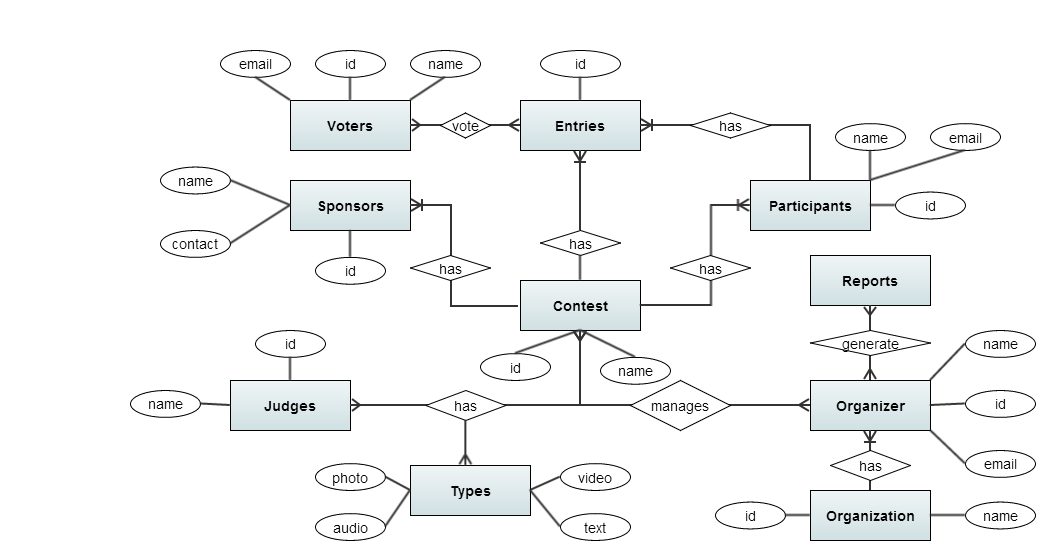 email
id
name
id
Voters
vote
Entries
has
name
email
name
Sponsors
Participants
id
contact
id
has
has
has
Reports
Contest
id
generate
name
id
name
name
Judges
has
manages
Organizer
id
has
email
photo
video
Types
id
Organization
name
audio
text